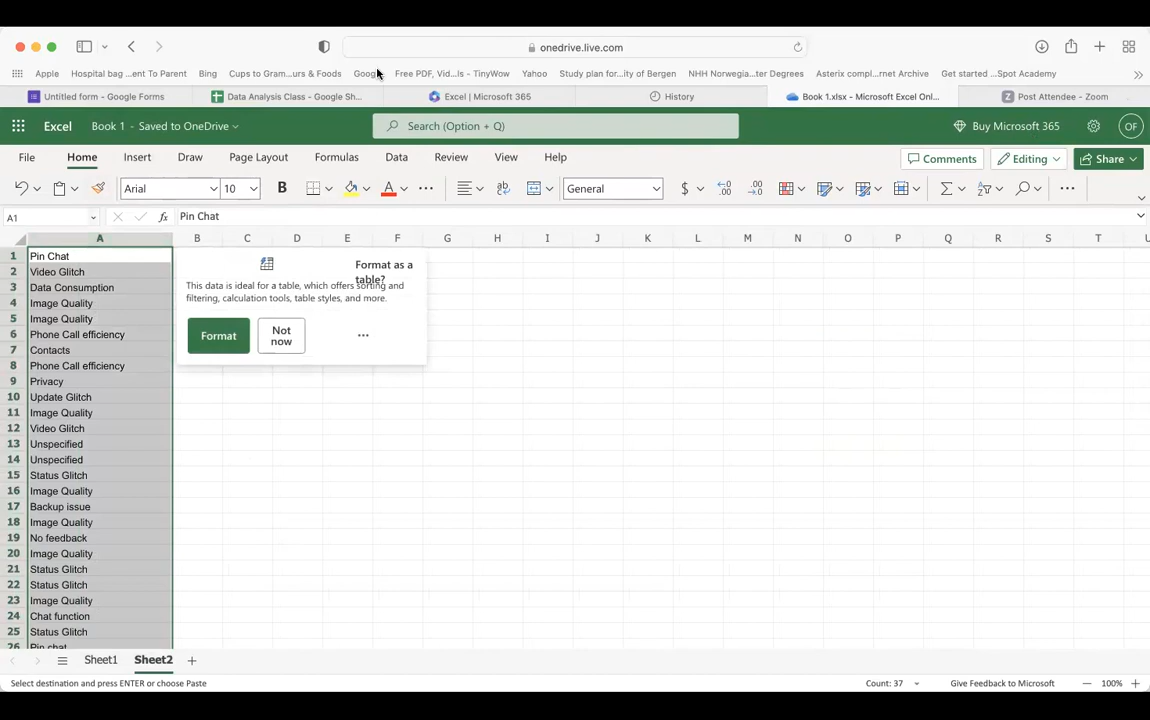 onedrive.live.com
Apple Hospital bag ...ent To Parent Bing Cups to Gram...urs & Foods Goog Free PDF, Vid...ls - TinyWow Yahoo Study plan for...ity of Bergen NHH Norwegia...ter Degrees Asterix compl...rnet Archive Get started ...Spot Academy
Untitled form - Google Forms Data Analysis Class - Google Sh... Excel | Microsoft 365 History Book 1.xlsx - Microsoft Excel Onl... Post Attendee - Zoom
Excel Book 1 - Saved to OneDrive Search (Option + Q) Buy Microsoft 365 OF
File Home Insert Draw Page Layout Formulas Data Review View Help Comments Editing Share
Arial 10 B A General $ .00
A1 fx Pin Chat
A B C D E F G H I J K L M N O P Q R S T U
1 Pin Chat
2 Video Glitch
3 Data Consumption
4 Image Quality
5 Image Quality
6 Phone Call efficiency
7 Contacts
8 Phone Call efficiency
9 Privacy
10 Update Glitch
11 Image Quality
12 Video Glitch
13 Unspecified
14 Unspecified
15 Status Glitch
16 Image Quality
17 Backup issue
18 Image Quality
19 No feedback
20 Image Quality
21 Status Glitch
22 Status Glitch
23 Image Quality
24 Chat function
25 Status Glitch
26 Pin chat
Format as a
table?
This data is ideal for a table, which offers sorting and
filtering, calculation tools, table styles, and more.
Format
Not
now
Sheet1 Sheet2
Select destination and press ENTER or choose Paste Count: 37 Give Feedback to Microsoft 100%